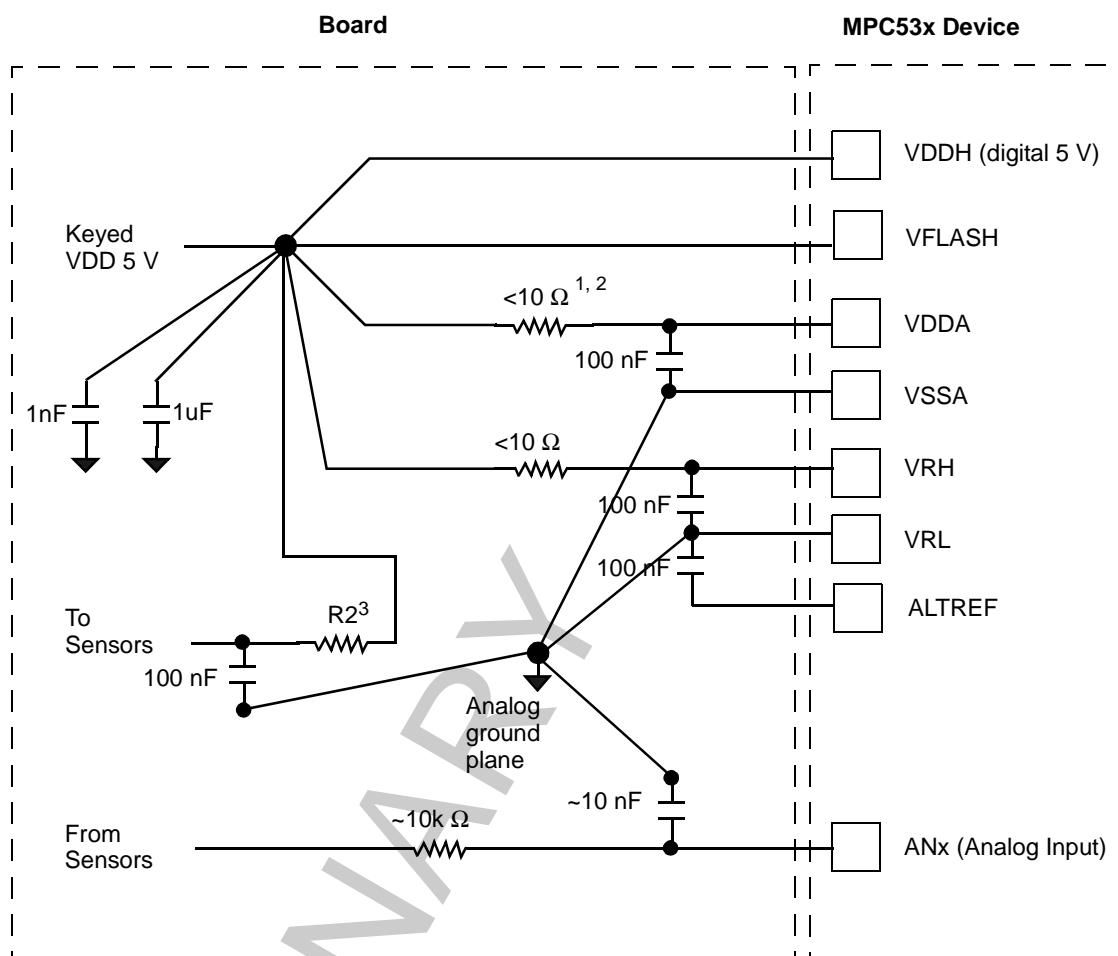 Board
MPC53x Device
VDDH (digital 5 V)
Keyed
VDD 5 V
VFLASH
<10 Ω 1, 2
VDDA
100 nF
VSSA
1nF
1uF
<10 Ω
VRH
100 nF
VRL
100 nF
ALTREF
To
Sensors
R2³
100 nF
Analog
ground
plane
~10 nF
~10k Ω
From
Sensors
ANx (Analog Input)
NARY